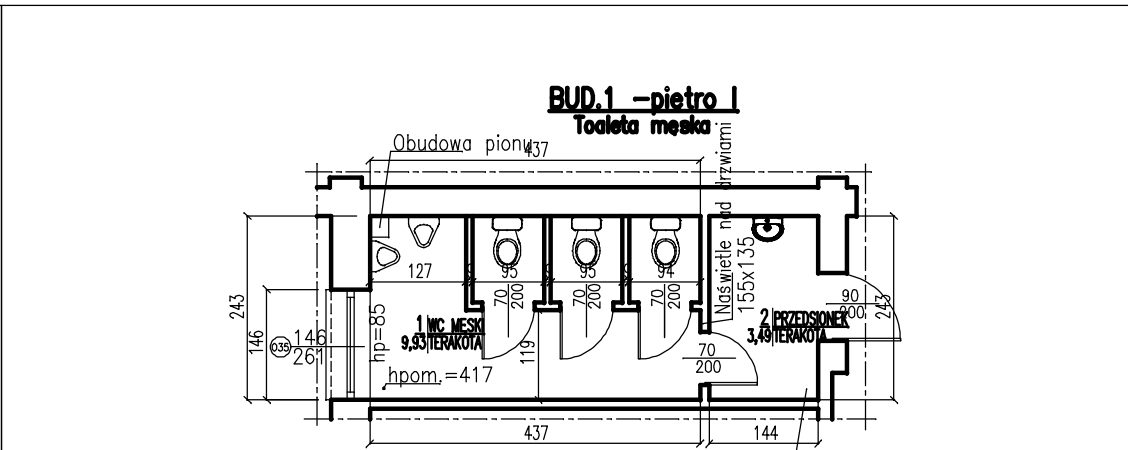 BUD.1 -pietro I
Toaleta męska
Obudowa pionu
437
Naświetle nad drzwiami
155x135
127
95
95
94
70
200
70
200
70
200
243
146
035
146
261
hp=85
1 WC MESKI
9,93 TERAKOTA
119
hpom.=417
70
200
2 PRZEDSIONEK
3,49 TERAKOTA
90
200
243
437
144